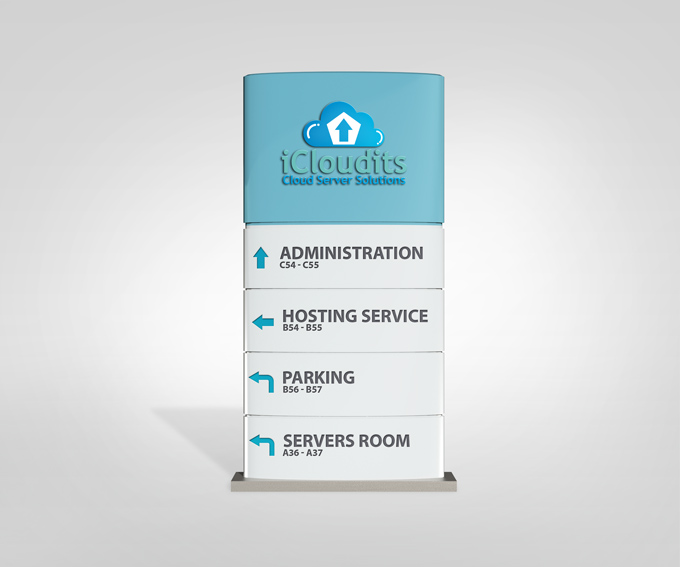 iCloudits
Cloud Server Solutions
ADMINISTRATION
C54 - C55
HOSTING SERVICE
B54 - B55
PARKING
B56 - B57
SERVERS ROOM
A36 - A37